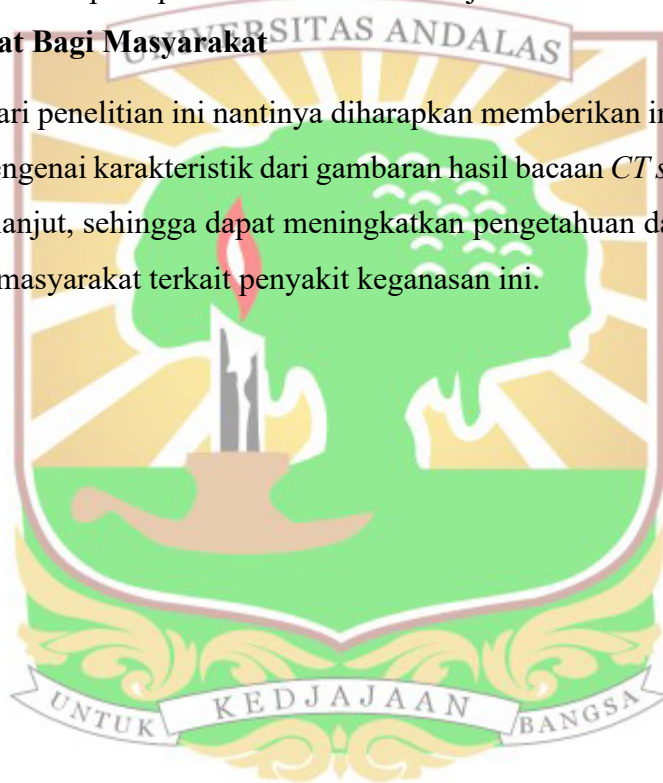 at Bagi Masyarakat
UNIVERSITAS ANDALAS
ari penelitian ini nantinya diharapkan memberikan in
engenai karakteristik dari gambaran hasil bacaan CT s
lanjut, sehingga dapat meningkatkan pengetahuan da
masyarakat terkait penyakit keganasan ini.
UNTUK KEDJAJAAN BANGSA